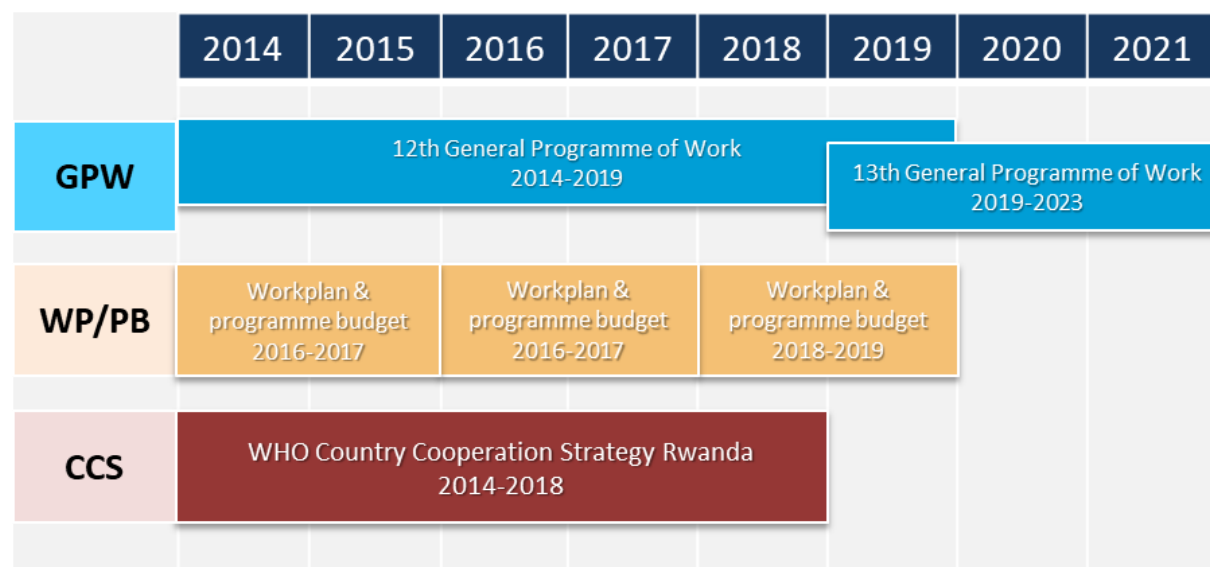 2014 2015 2016 2017 2018 2019 2020 2021
GPW
12th General Programme of Work
2014-2019
13th General Programme of Work
2019-2023
WP/PB
Workplan &
programme budget
2016-2017
Workplan &
programme budget
2016-2017
Workplan &
programme budget
2018-2019
CCS
WHO Country Cooperation Strategy Rwanda
2014-2018